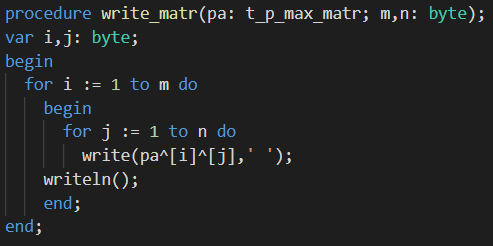 procedure write_matr(pa: t_p_max_matr; m,n: byte);
var i,j: byte;
begin
  for i := 1 to m do
    begin
      for j := 1 to n do
        write(pa^[i]^[j],' ');
    writeln();
    end;
end;